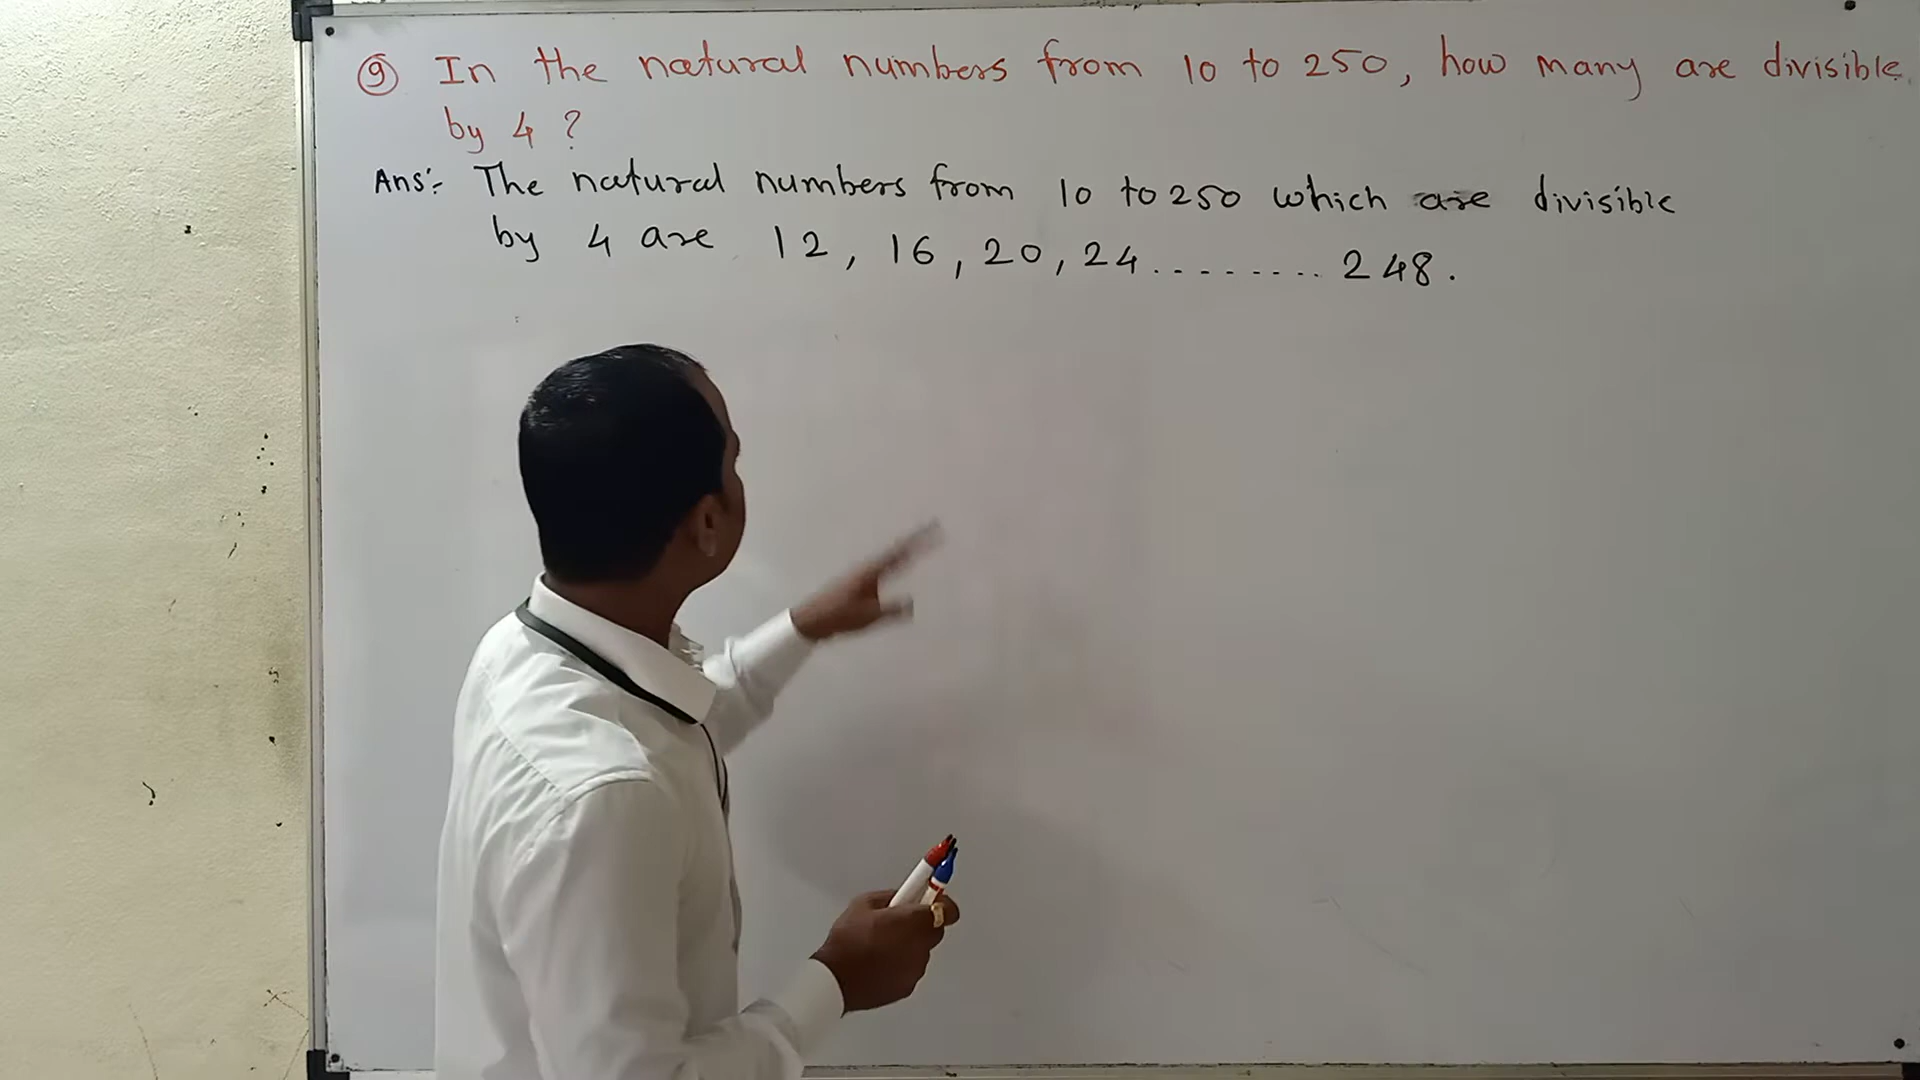 9 In the natural numbers from 10 to 250, how many are divisible
by 4 ?
Ans:- The natural numbers from 10 to 250 which are divisible
by 4 are 12, 16, 20, 24 ........ 248.